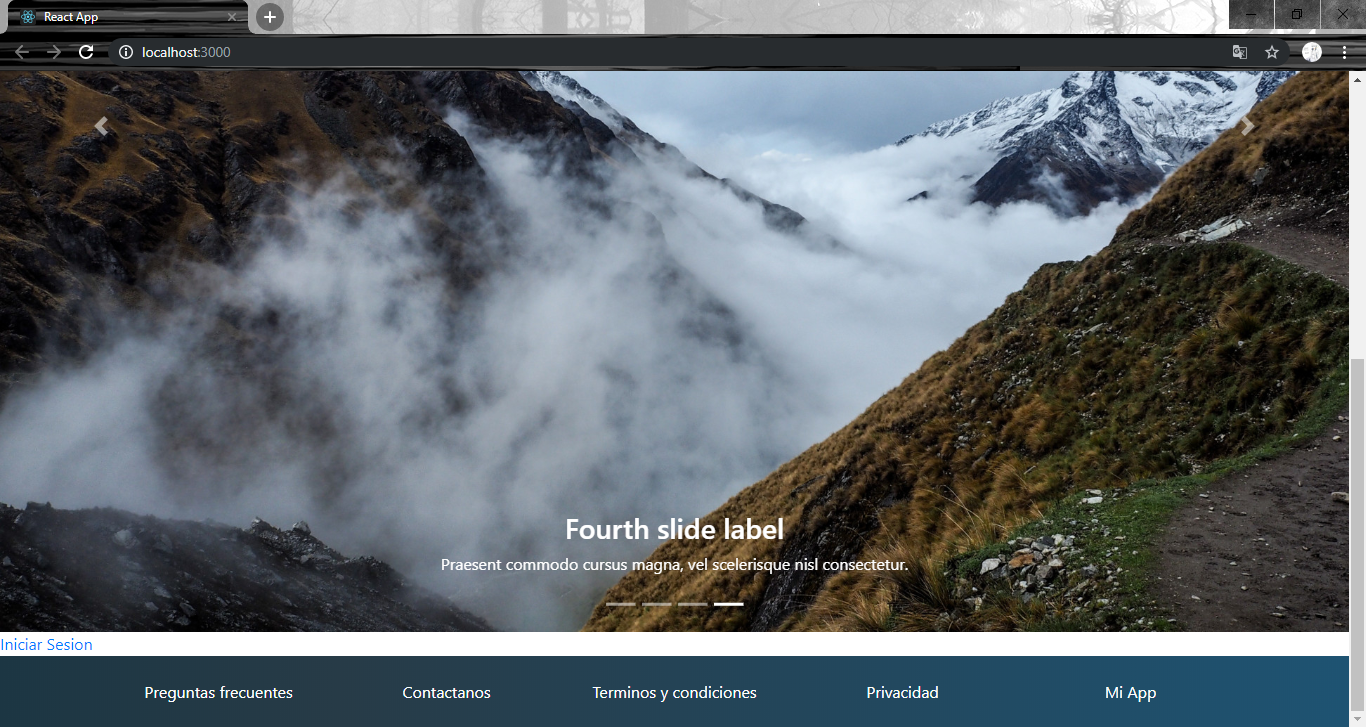 React App
localhost:3000
Fourth slide label
Praesent commodo cursus magna, vel scelerisque nisl consectetur.
Iniciar Sesion
Preguntas frecuentes Contactanos Terminos y condiciones Privacidad Mi App